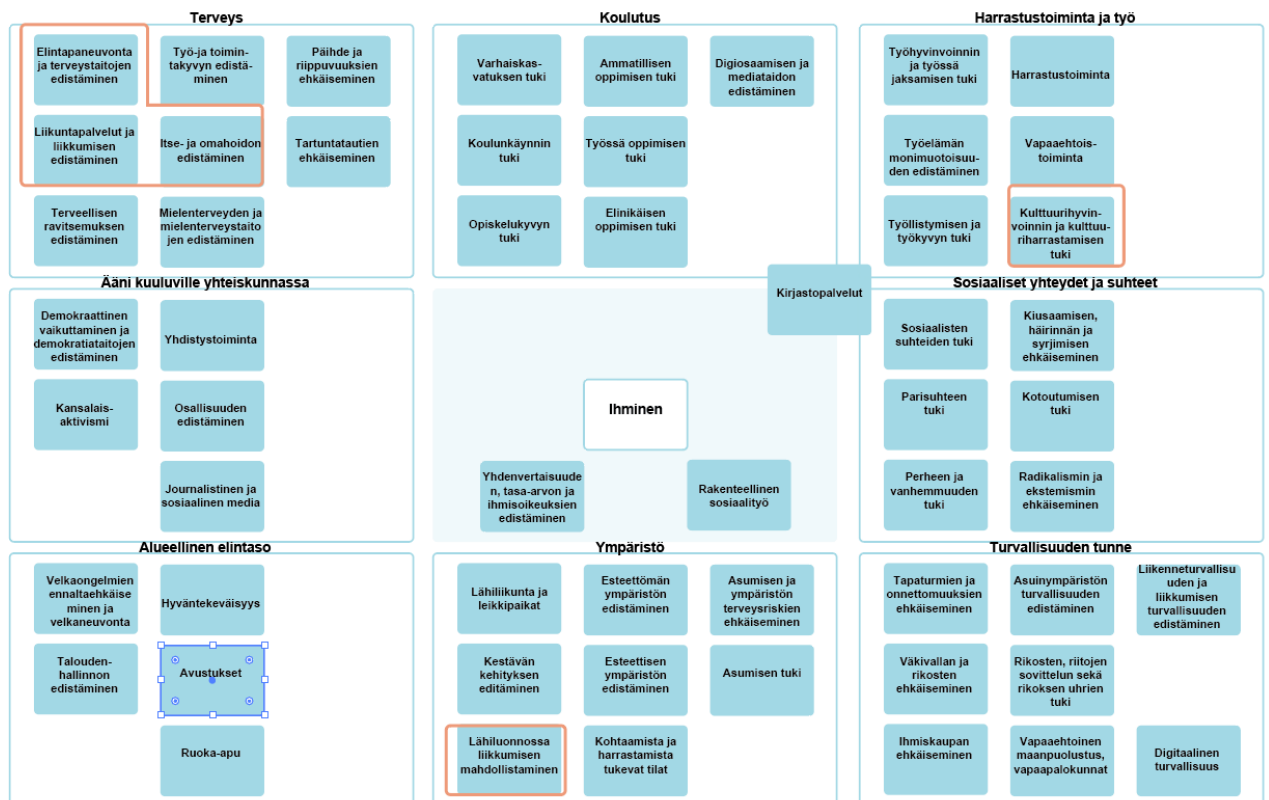 Terveys
Elintapaneuvonta
ja terveystaitojen
edistäminen
Työ-ja toimin-
takyvyn edistä-
minen
Päihde ja
riippuvuuksien
ehkäiseminen
Liikuntapalvelut ja
liikkumisen
edistäminen
Itse- ja omahoidon
edistäminen
Tartuntatautien
ehkäiseminen
Terveellisen
ravitsemuksen
edistäminen
Mielenterveyden ja
mielenterveystaito
jen edistäminen
Koulutus
Varhaiskas-
vatuksen tuki
Ammatillisen
oppimisen tuki
Digiosaamisen ja
mediataidon
edistäminen
Koulunkäynnin
tuki
Työssä oppimisen
tuki
Opiskelukyvyn
tuki
Elinikäisen
oppimisen tuki
Harrastustoiminta ja työ
Työhyvinvoinnin
ja työssä
jaksamisen tuki
Harrastustoiminta
Työelämän
monimuotoisuu-
den edistäminen
Vapaaehtois-
toiminta
Työllistymisen ja
työkyvyn tuki
Kulttuurihyvin-
voinnin ja kulttuu-
riharrastamisen
tuki
Kirjastopalvelut
Ääni kuuluville yhteiskunnassa
Demokraattinen
vaikuttaminen ja
demokratiataitojen
edistäminen
Yhdistystoiminta
Kansalais-
aktivismi
Osallisuuden
edistäminen
Journalistinen ja
sosiaalinen media
Ihminen
Yhdenvertaisuude
n, tasa-arvon ja
ihmisoikeuksien
edistäminen
Rakenteellinen
sosiaalityö
Sosiaaliset yhteydet ja suhteet
Sosiaalisten
suhteiden tuki
Kiusaamisen,
häirinnän ja
syrjimisen
ehkäiseminen
Parisuhteen
tuki
Kotoutumisen
tuki
Perheen ja
vanhemmuuden
tuki
Radikalismin ja
ekstemismin
ehkäiseminen
Alueellinen elintaso
Velkaongelmien
ennaltaehkäise
minen ja
velkaneuvonta
Hyväntekeväisyys
Talouden-
hallinnon
edistäminen
Avustukset
Ruoka-apu
Ympäristö
Lähiliikunta ja
leikkipaikat
Esteettömän
ympäristön
edistäminen
Asumisen ja
ympäristön
terveysriskien
ehkäiseminen
Kestävän
kehityksen
editäminen
Esteettisen
ympäristön
edistäminen
Asumisen tuki
Lähiluonnossa
liikkumisen
mahdollistaminen
Kohtaamista ja
harrastamista
tukevat tilat
Turvallisuuden tunne
Tapaturmien ja
onnettomuuksien
ehkäiseminen
Asuinympäristön
turvallisuuden
edistäminen
Liikenneturvallisu
uden ja
liikkumisen
turvallisuuden
edistäminen
Väkivallan ja
rikosten
ehkäiseminen
Rikosten, riitojen
sovittelun sekä
rikoksen uhrien
tuki
Ihmiskaupan
ehkäiseminen
Vapaaehtoinen
maanpuolustus,
vapaapalokunnat
Digitaalinen
turvallisuus